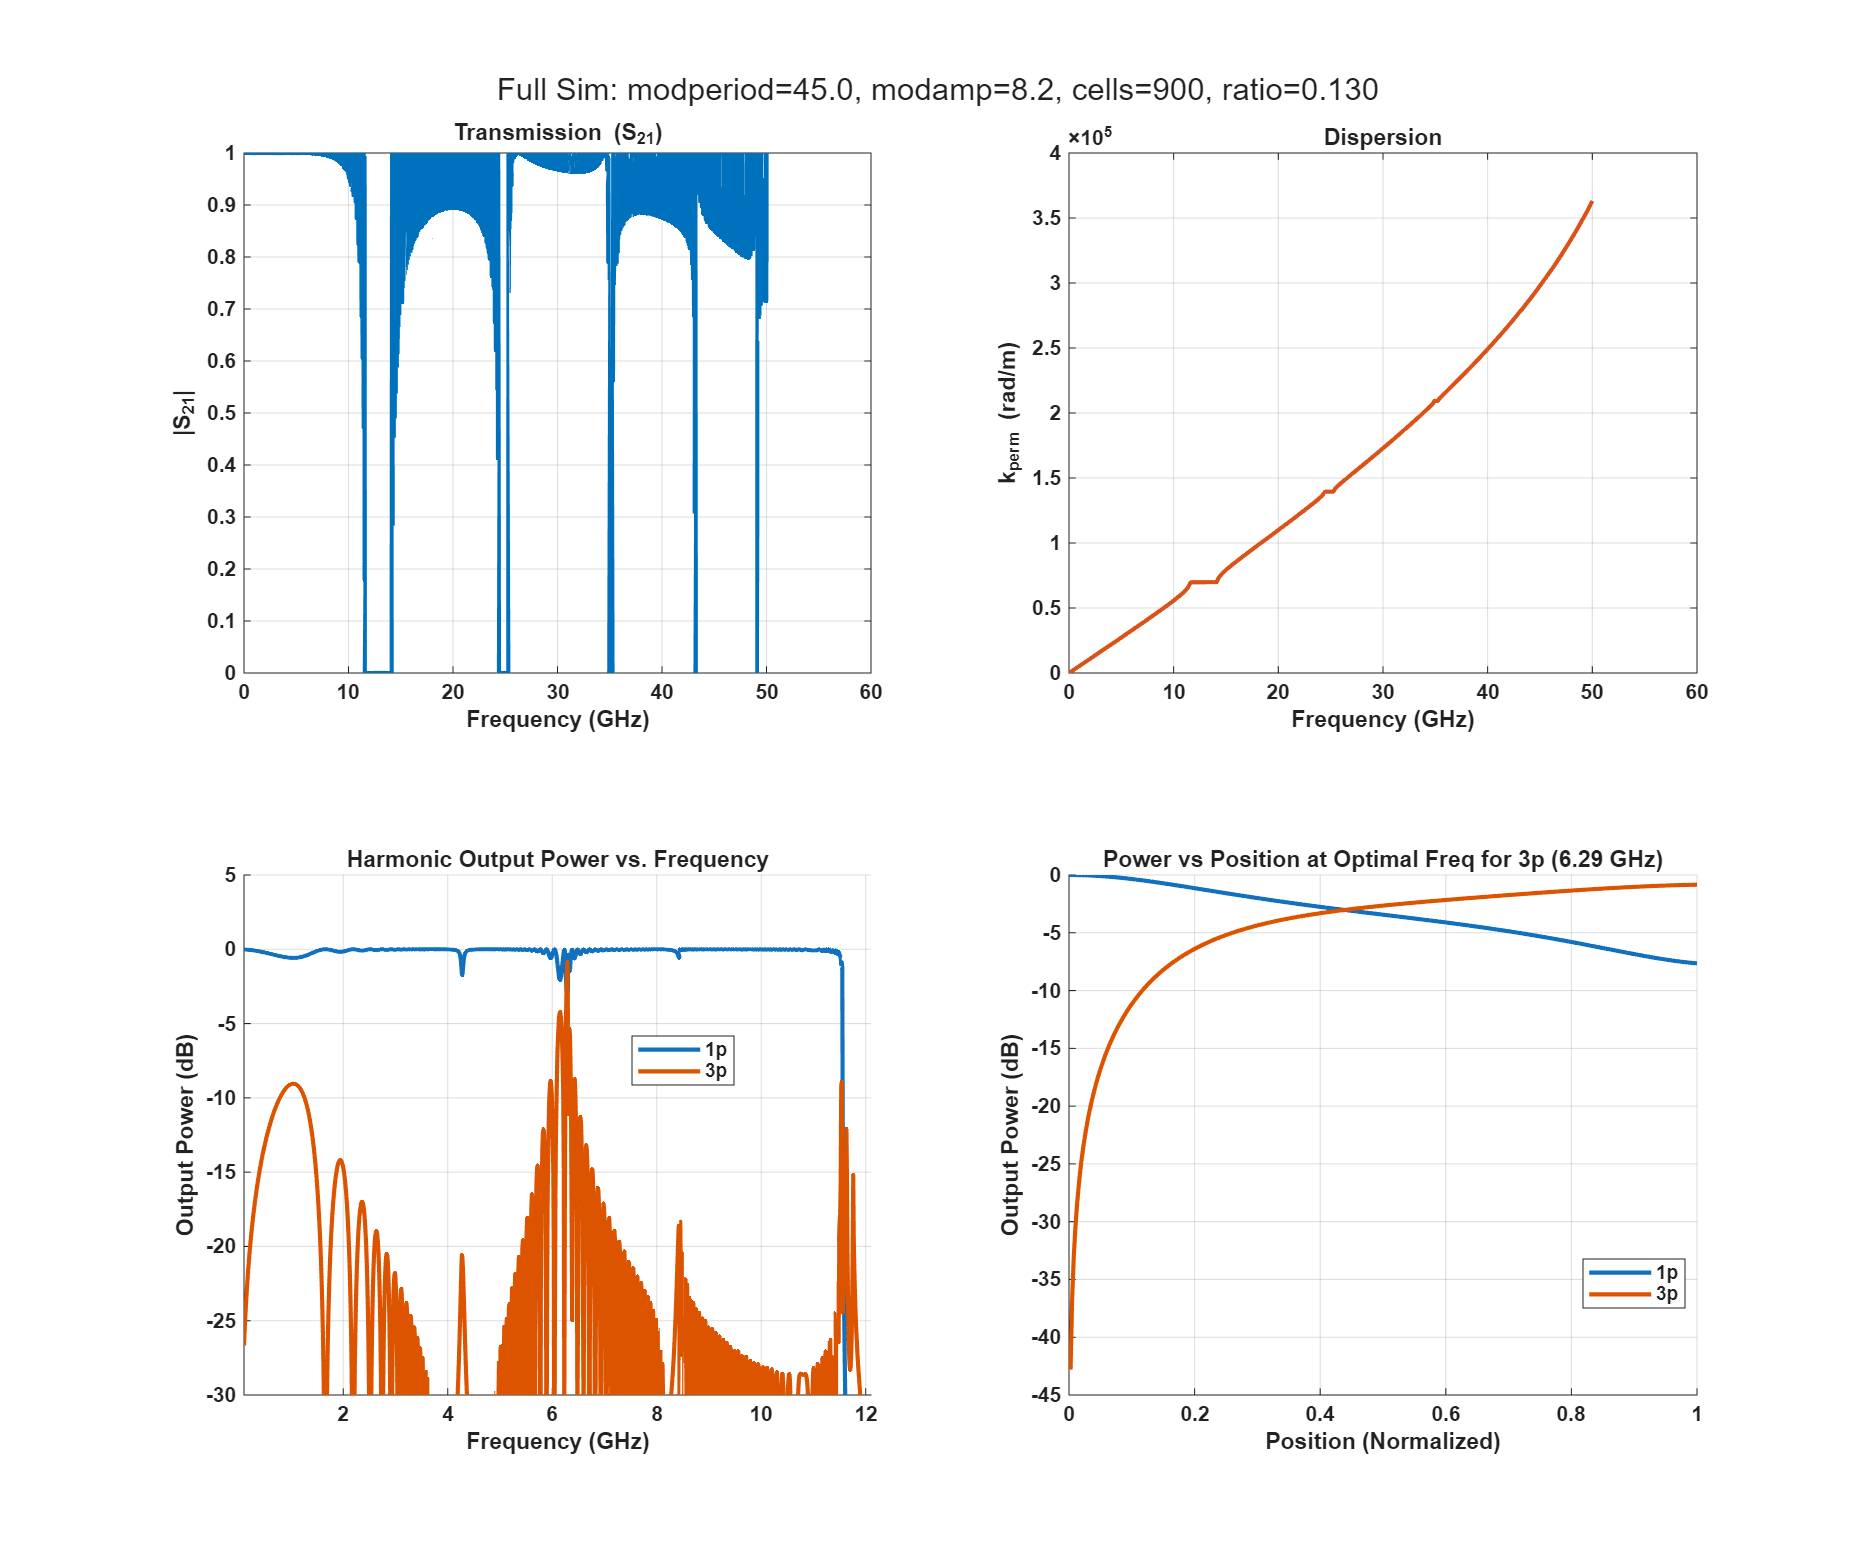 Full Sim: modperiod=45.0, modamp=8.2, cells=900, ratio=0.130
Transmission (S21)
1
0.9
0.8
0.7
0.6
0.5
0.4
0.3
0.2
0.1
0
|S21|
0 10 20 30 40 50 60
Frequency (GHz)
×10^5
Dispersion
4
3.5
3
2.5
2
1.5
1
0.5
0
kperm (rad/m)
0 10 20 30 40 50 60
Frequency (GHz)
Harmonic Output Power vs. Frequency
5
0
-5
-10
-15
-20
-25
-30
Output Power (dB)
1p
3p
2 4 6 8 10 12
Frequency (GHz)
Power vs Position at Optimal Freq for 3p (6.29 GHz)
0
-5
-10
-15
-20
-25
-30
-35
-40
-45
Output Power (dB)
1p
3p
0 0.2 0.4 0.6 0.8 1
Position (Normalized)